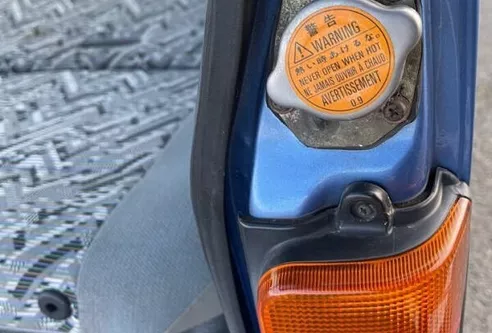 警告
⚠ WARNING
熱い時あけるな。
NEVER OPEN WHEN HOT
NE JAMAIS OUVRIR À CHAUD
AVERTISSEMENT
0.9